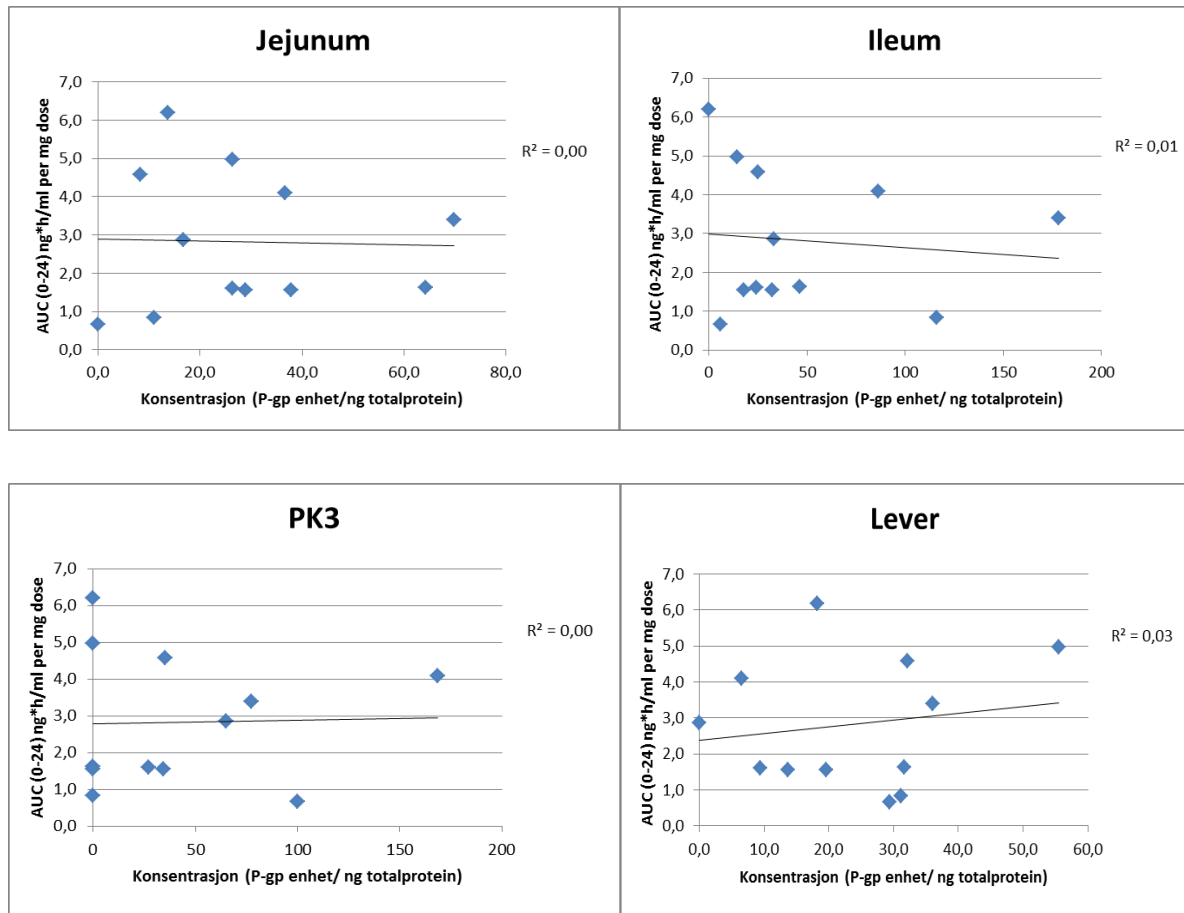 Jejunum
AUC (0-24) ng*h/ml per mg dose
7,0
6,0
5,0
4,0
3,0
2,0
1,0
0,0
0,0 20,0 40,0 60,0 80,0
Konsentrasjon (P-gp enhet/ng totalprotein)
R² = 0,00
Ileum
AUC (0-24) ng*h/ml per mg dose
7,0
6,0
5,0
4,0
3,0
2,0
1,0
0,0
0 50 100 150 200
Konsentrasjon (P-gp enhet/ ng totalprotein)
R² = 0,01
PK3
AUC (0-24) ng*h/ml per mg dose
7,0
6,0
5,0
4,0
3,0
2,0
1,0
0,0
0 50 100 150 200
Konsentrasjon (P-gp enhet/ ng totalprotein)
R² = 0,00
Lever
AUC (0-24) ng*h/ml per mg dose
7,0
6,0
5,0
4,0
3,0
2,0
1,0
0,0
0,0 10,0 20,0 30,0 40,0 50,0 60,0
Konsentrasjon (P-gp enhet/ ng totalprotein)
R² = 0,03